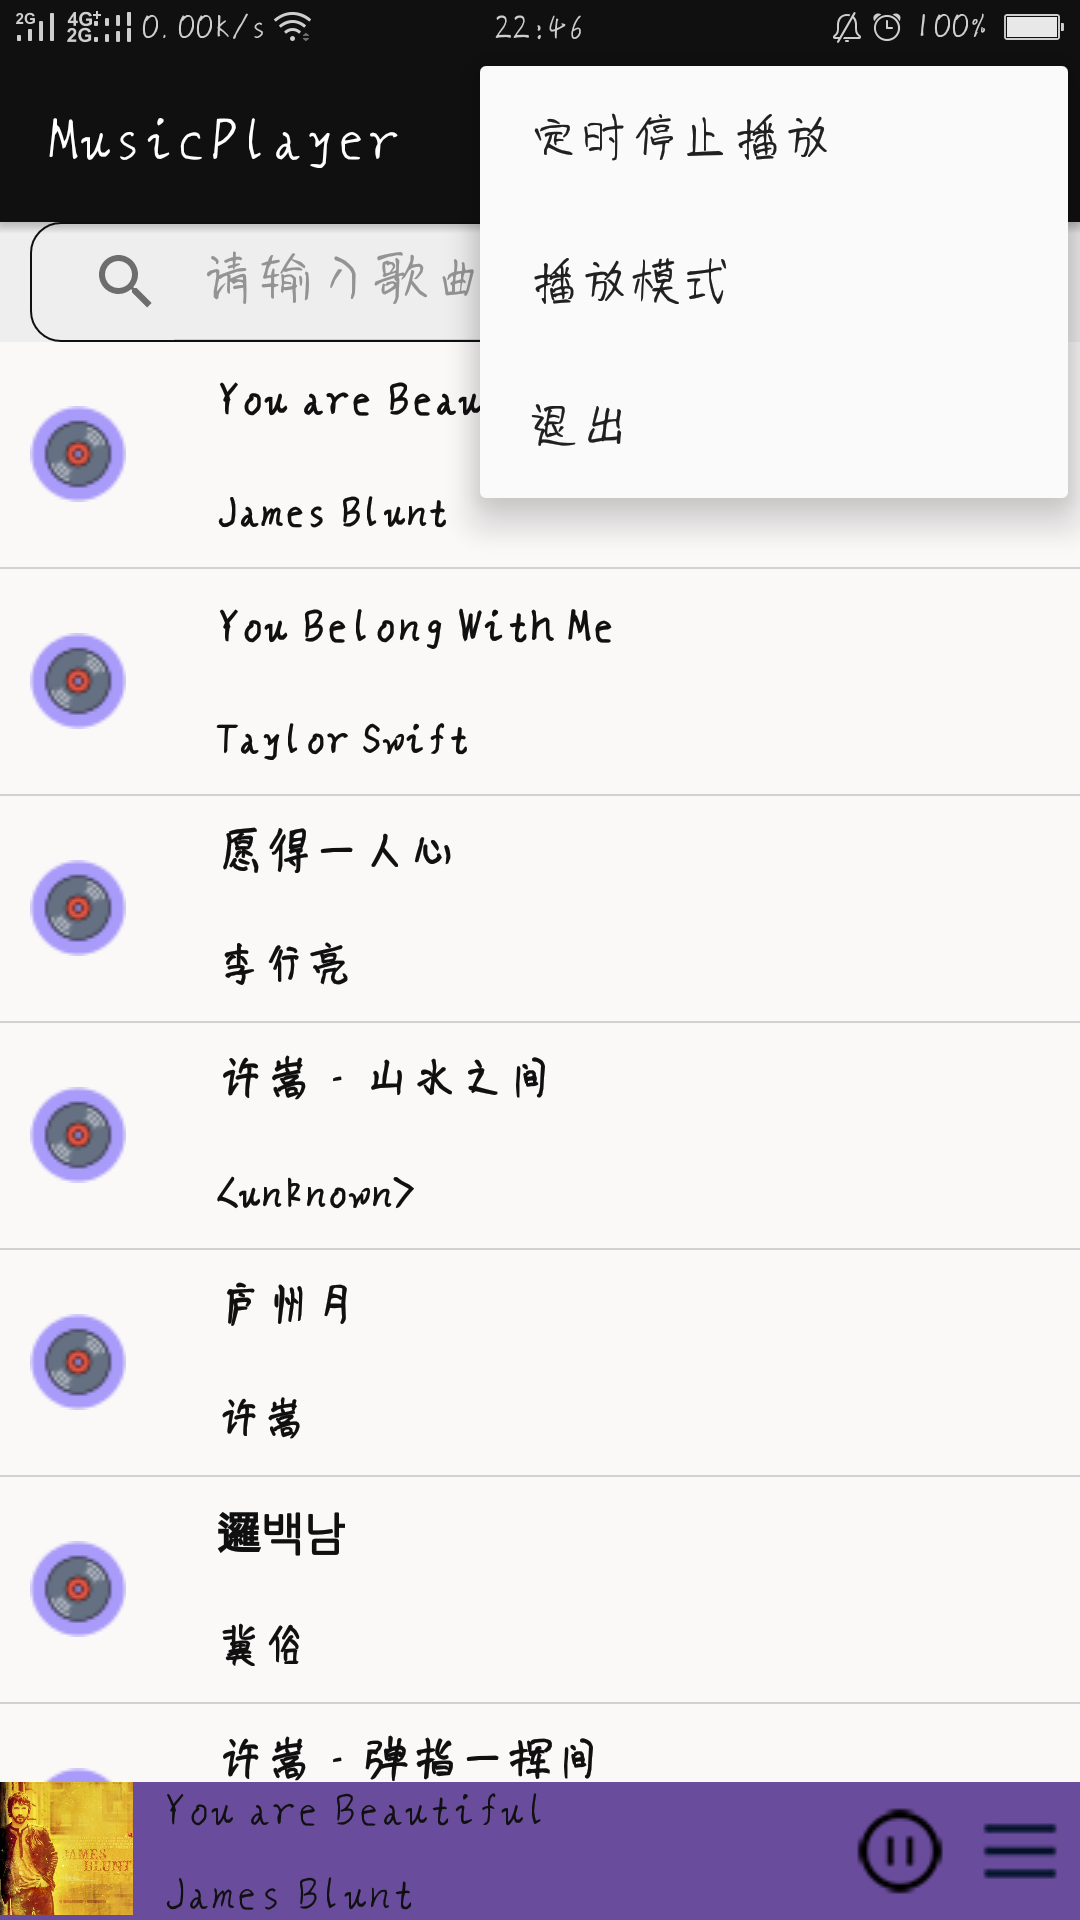 2G 4G+ 2G 0.00K/s 22:46 100%
MusicPlayer
定时停止播放
播放模式
退出
请输入歌曲
You are Beau
James Blunt
You Belong With Me
Taylor Swift
愿得一人心
李行亮
许嵩 - 山水之间
<unknown>
庐州月
许嵩
邏백남
冀俗
许嵩 - 弹指一挥间
You are Beautiful
James Blunt
JAMES
BLUNT